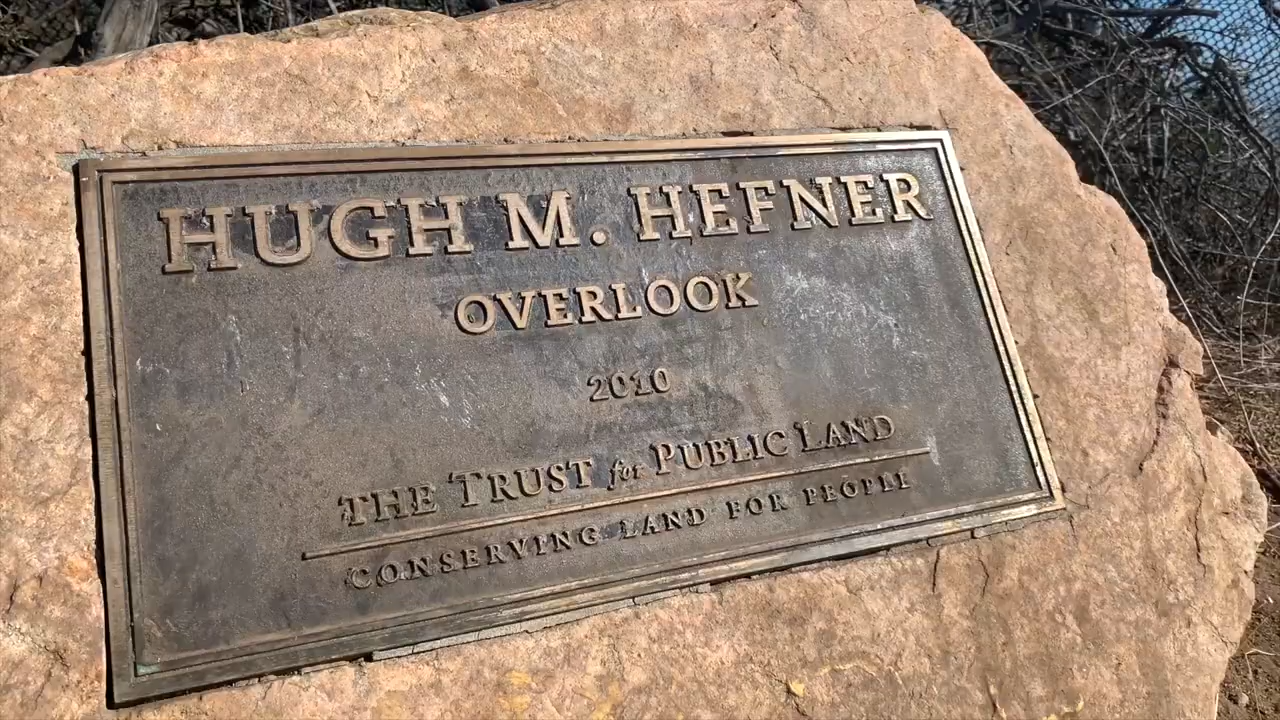 HUGH M. HEFNER
OVERLOOK
2010
THE TRUST for PUBLIC LAND
CONSERVING LAND FOR PEOPLE